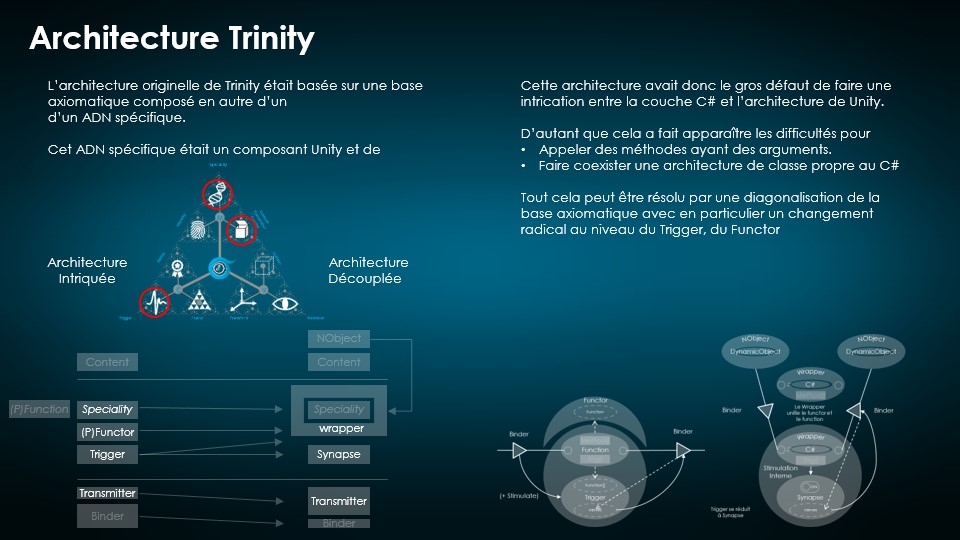 Architecture Trinity
L'architecture originelle de Trinity était basée sur une base
axiomatique composé en autre d'un
d'un ADN spécifique.
Cet ADN spécifique était un composant Unity et de
Speciality
Architecture
Intriquée
Architecture
Découplée
Trigger
Transform
NObject
Content
Content
(P)Function
Speciality
Speciality
(P)Functor
wrapper
Trigger
Synapse
Transmitter
Transmitter
Binder
Binder
Cette architecture avait donc le gros défaut de faire une
intrication entre la couche C# et l'architecture de Unity.
D'autant que cela a fait apparaître les difficultés pour
• Appeler des méthodes ayant des arguments.
• Faire coexister une architecture de classe propre au C#
Tout cela peut être résolu par une diagonalisation de la
base axiomatique avec en particulier un changement
radical au niveau du Trigger, du Functor
Functor
Function
Binder
Function
Binder
Function
(+ Stimulate)
Trigger
NObject
DynamicObject
NObject
DynamicObject
Wrapper
C#
Binder
Le Wrapper
unifie le functor et
le function
Binder
Wrapper
C#
Stimulation
Interne
Synapse
Trigger se réduit
à Synapse